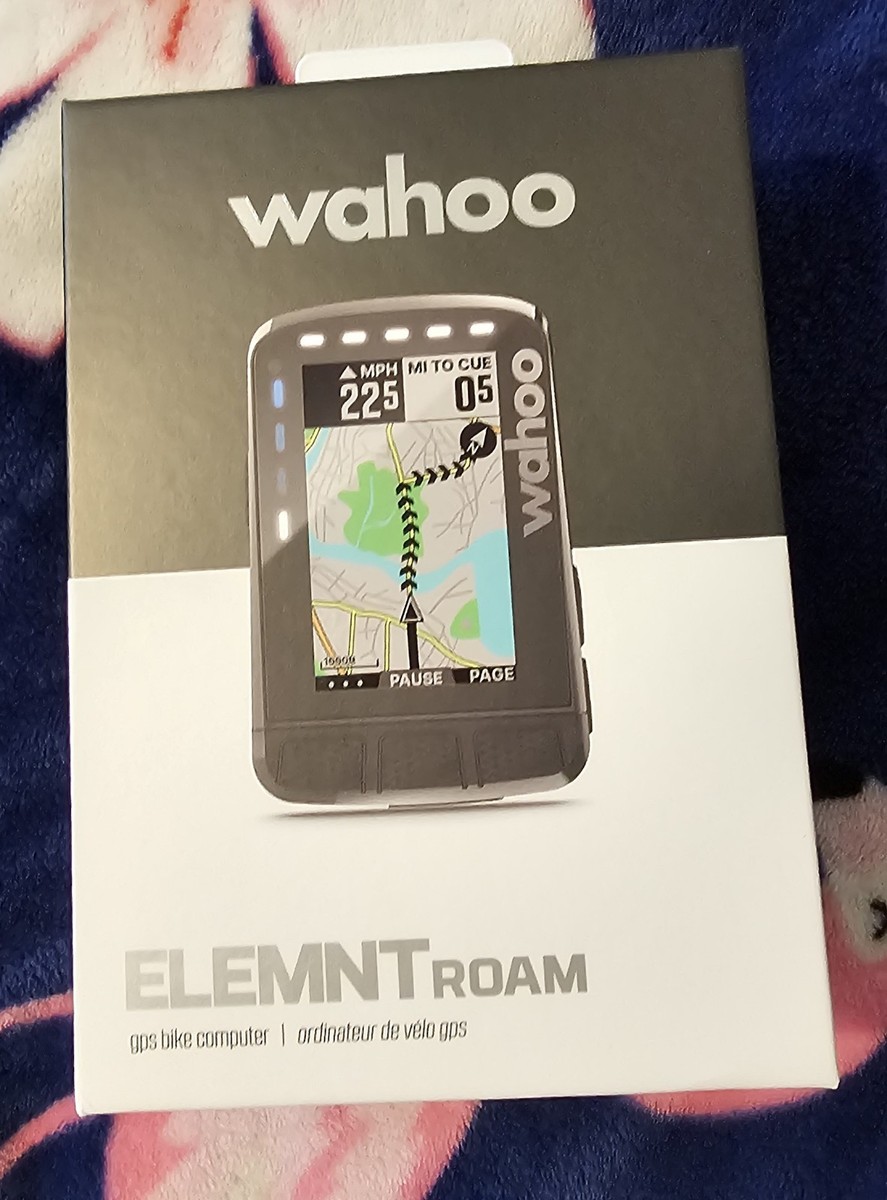 wahoo
▲MPH MI TO CUE
225 05
wahoo
N
PAUSE PAGE
ELEMNT ROAM
gps bike computer | ordinateur de vélo gps